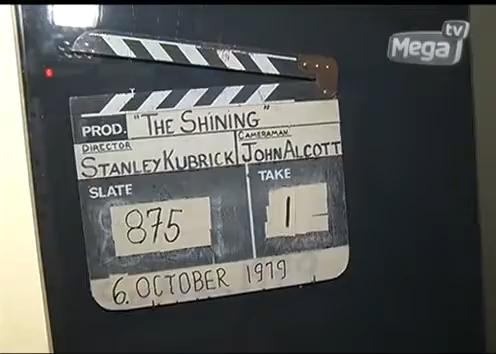 Mega tv
PROD. "THE SHINING"
DIRECTOR
STANLEY KUBRICK
CAMERAMAN
JOHN ALCOTT
SLATE
875
TAKE
1
6. OCTOBER 1979